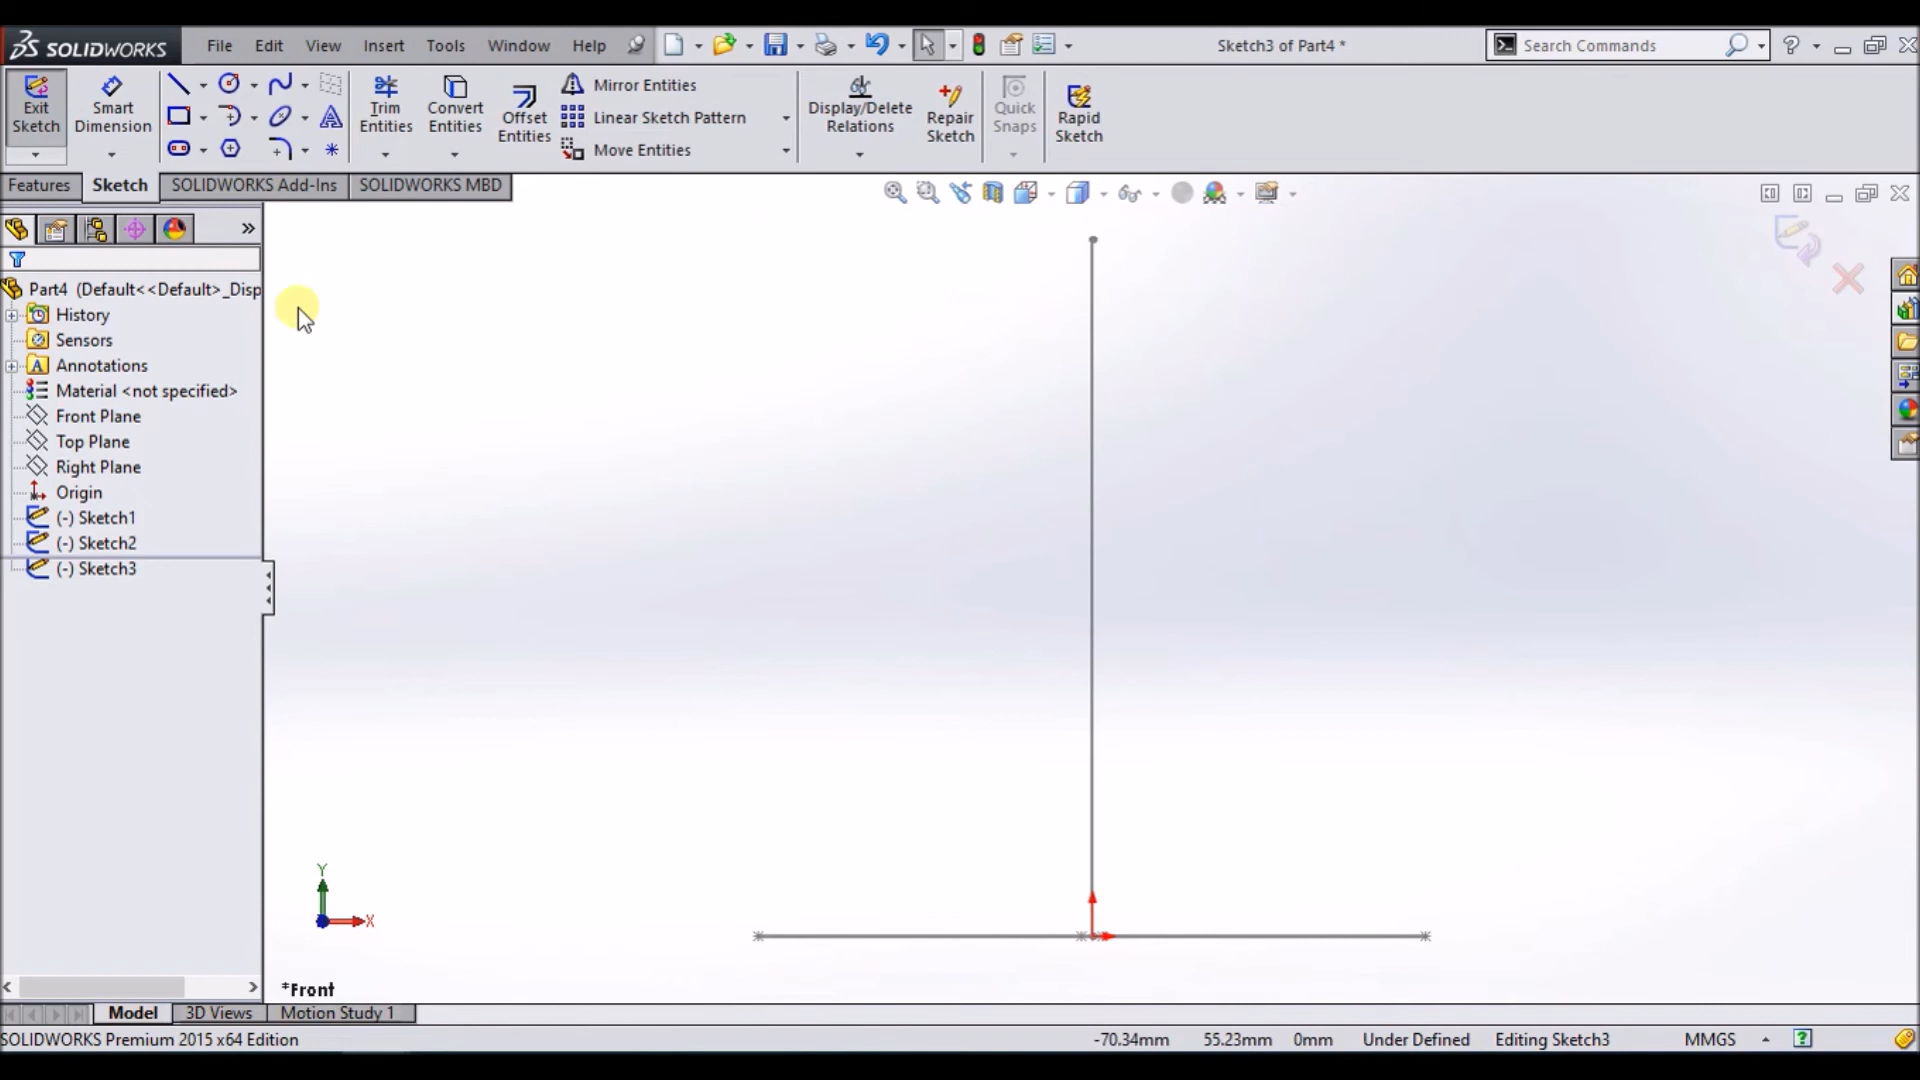 SOLIDWORKS File Edit View Insert Tools Window Help Sketch3 of Part4 * Search Commands
Exit Sketch
Smart Dimension
Trim Entities
Convert Entities
Offset Entities
Mirror Entities
Linear Sketch Pattern
Move Entities
Display/Delete Relations
Repair Sketch
Quick Snaps
Rapid Sketch
Features Sketch SOLIDWORKS Add-Ins SOLIDWORKS MBD
Part4 (Default<<Default>_Disp
History
Sensors
Annotations
Material <not specified>
Front Plane
Top Plane
Right Plane
Origin
(-) Sketch1
(-) Sketch2
(-) Sketch3
Y
X
*Front
Model 3D Views Motion Study 1
SOLIDWORKS Premium 2015 x64 Edition -70.34mm 55.23mm 0mm Under Defined Editing Sketch3 MMGS